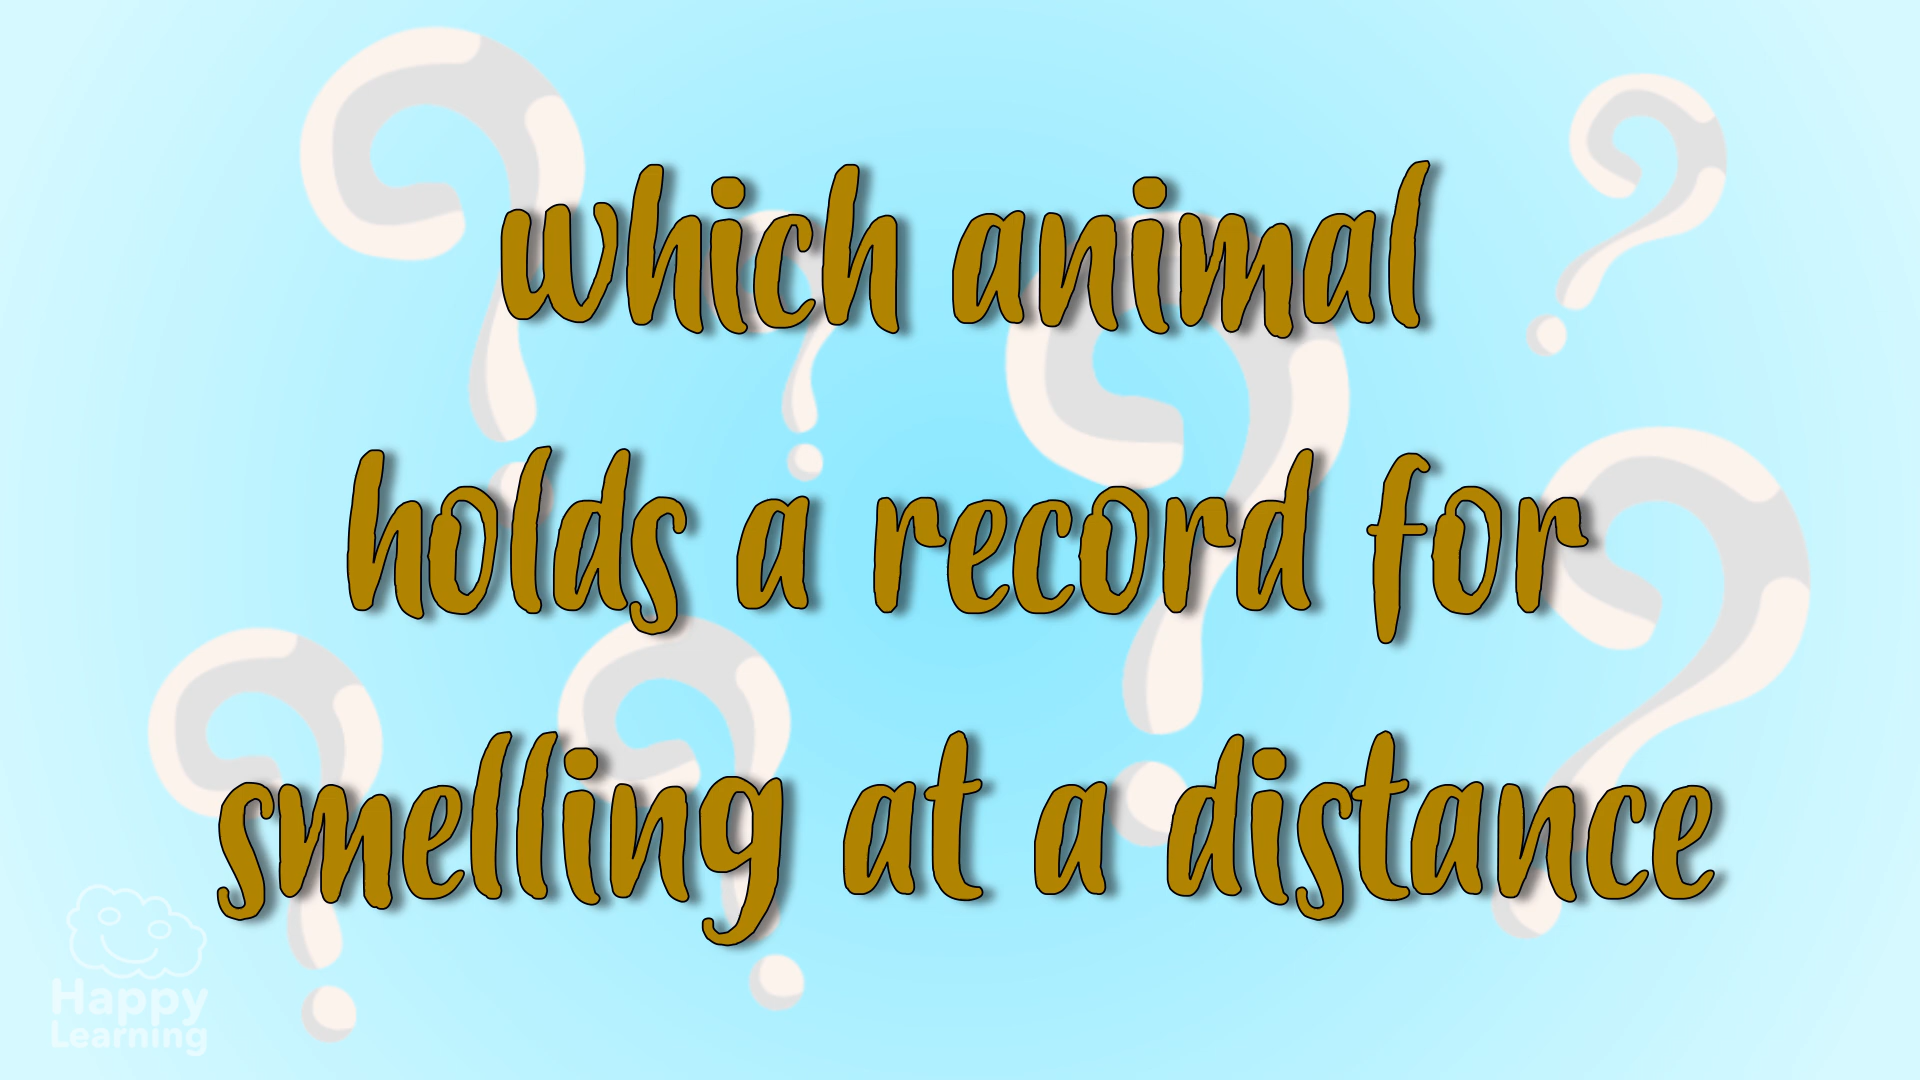 which animal
holds a record for
smelling at a distance
Happy
Learning